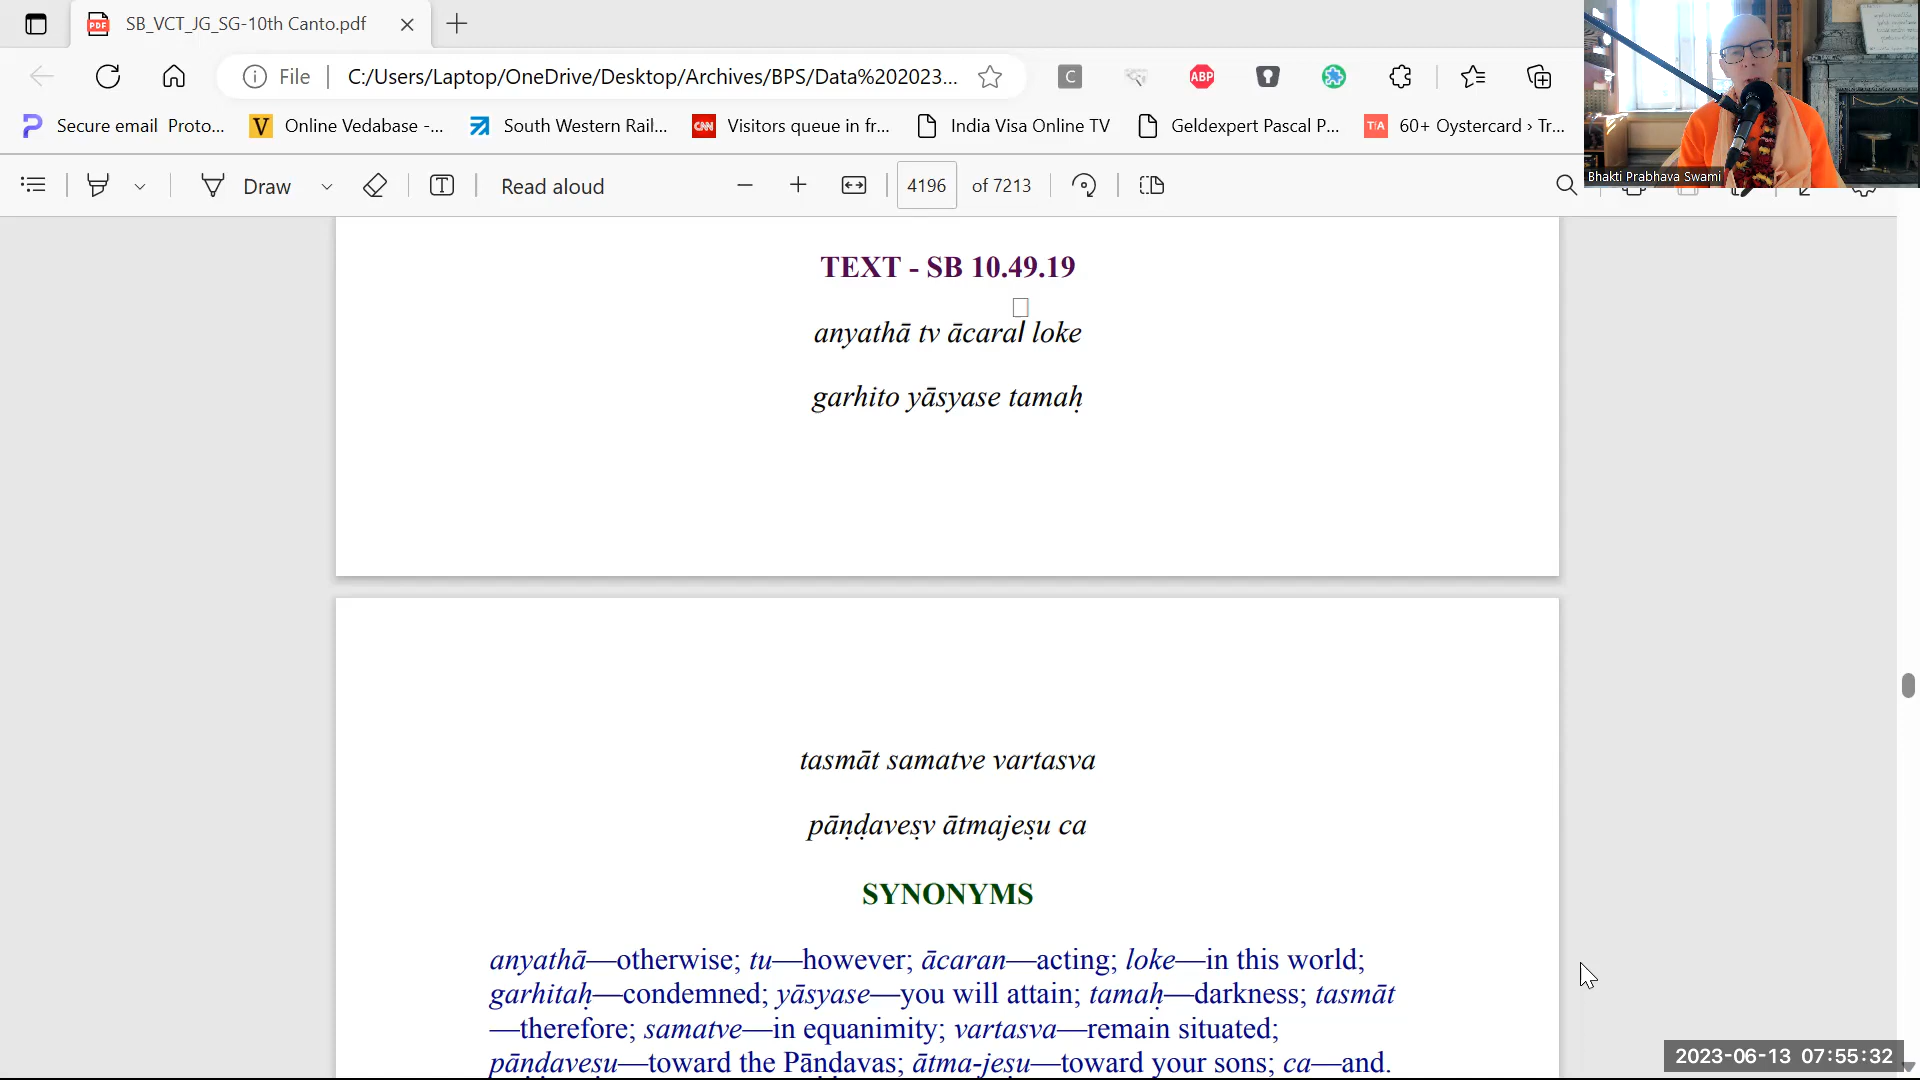 SB_VCT_JG_SG-10th Canto.pdf
File
C:/Users/Laptop/OneDrive/Desktop/Archives/BPS/Data%202023...
C
ABP
Secure email Proto...
V Online Vedabase -...
South Western Rail...
CNN Visitors queue in fr...
India Visa Online TV
Geldexpert Pascal P...
T/A 60+ Oystercard › Tr...
Bhakti Prabhava Swami
Draw
T
Read aloud
4196
of 7213
TEXT - SB 10.49.19
anyathā tv ācaral̐ loke
garhito yāsyase tamaḥ
tasmāt samatve vartasva
pāṇḍaveṣv ātmajeṣu ca
SYNONYMS
anyathā—otherwise; tu—however; ācaran—acting; loke—in this world;
garhitaḥ—condemned; yāsyase—you will attain; tamaḥ—darkness; tasmāt
—therefore; samatve—in equanimity; vartasva—remain situated;
pāṇḍaveṣu—toward the Pāṇḍavas; ātma-jeṣu—toward your sons; ca—and.
2023-06-13 07:55:32